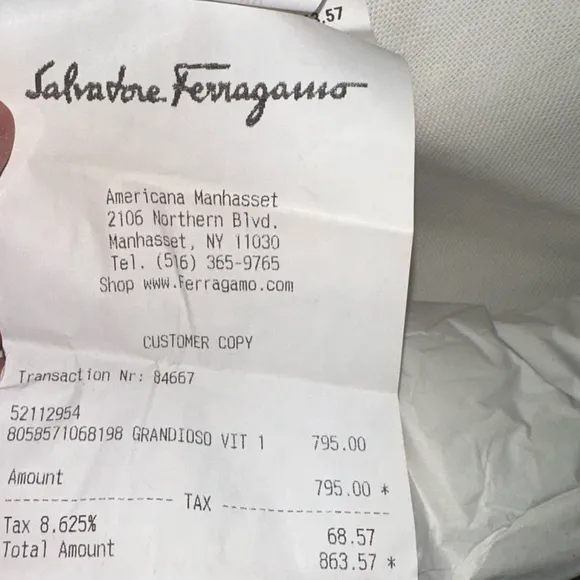 .57
Salvatore Ferragamo
Americana Manhasset
2106 Northern Blvd.
Manhasset, NY 11030
Tel. (516) 365-9765
Shop www.Ferragamo.com
CUSTOMER COPY
Transaction Nr: 84667
52112954
8058571068198 GRANDIOSO VIT 1 795.00
Amount 795.00 *
TAX
Tax 8.625% 68.57
Total Amount 863.57 *